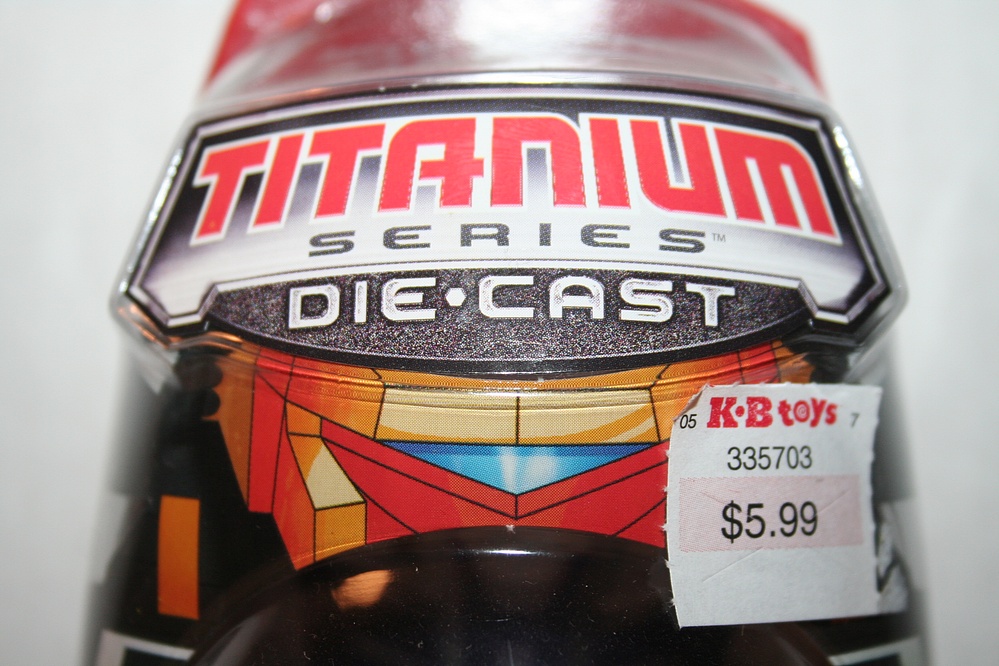 TITANIUM
SERIES™
DIE•CAST
05 K•B toys 7
335703
$5.99